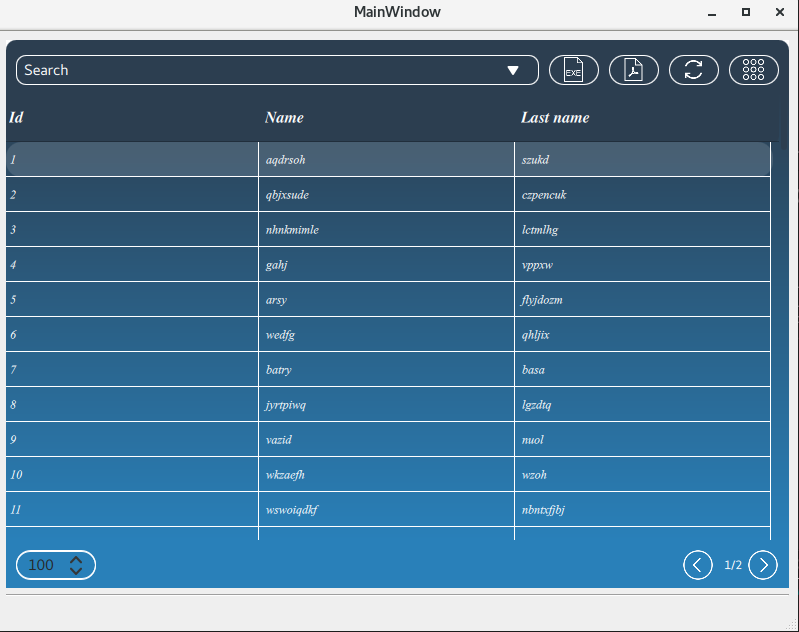 MainWindow
Search
EXE
Id Name Last name
1 aqdrsoh szukd
2 qbjxsude czpencuk
3 nhnkmimle lctmlhg
4 gahj vppxw
5 arsy flyjdozm
6 wedfg qhljix
7 batry basa
8 jyrtpiwq lgzdtq
9 vazid nuol
10 wkzaefh wzoh
11 wswoiqdkf nbntxfjbj
100 1/2